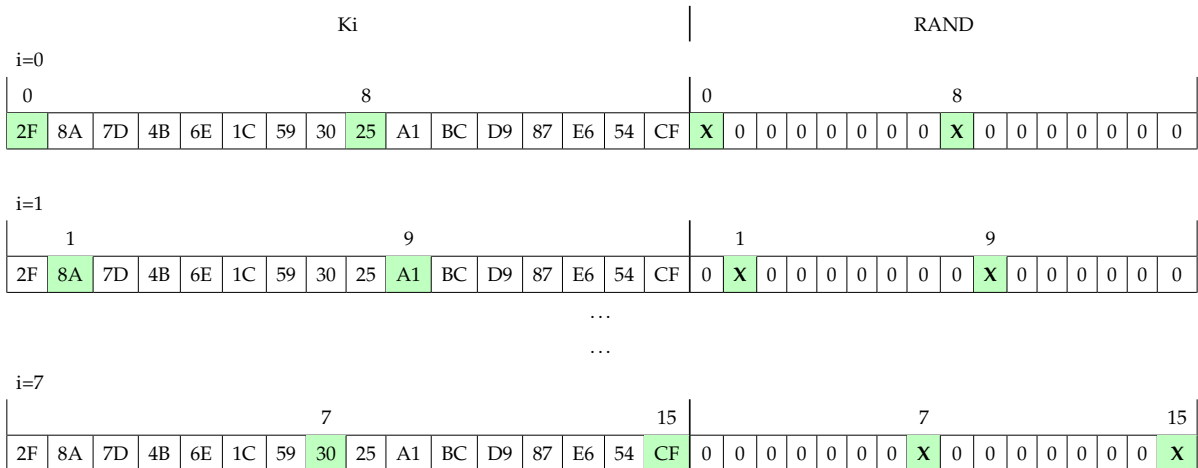 Ki RAND
i=0
0 8 0 8
2F 8A 7D 4B 6E 1C 59 30 25 A1 BC D9 87 E6 54 CF X 0 0 0 0 0 0 0 X 0 0 0 0 0 0 0
i=1
1 9 1 9
2F 8A 7D 4B 6E 1C 59 30 25 A1 BC D9 87 E6 54 CF 0 X 0 0 0 0 0 0 0 X 0 0 0 0 0 0
...
...
i=7
7 15 7 15
2F 8A 7D 4B 6E 1C 59 30 25 A1 BC D9 87 E6 54 CF 0 0 0 0 0 0 0 X 0 0 0 0 0 0 0 X